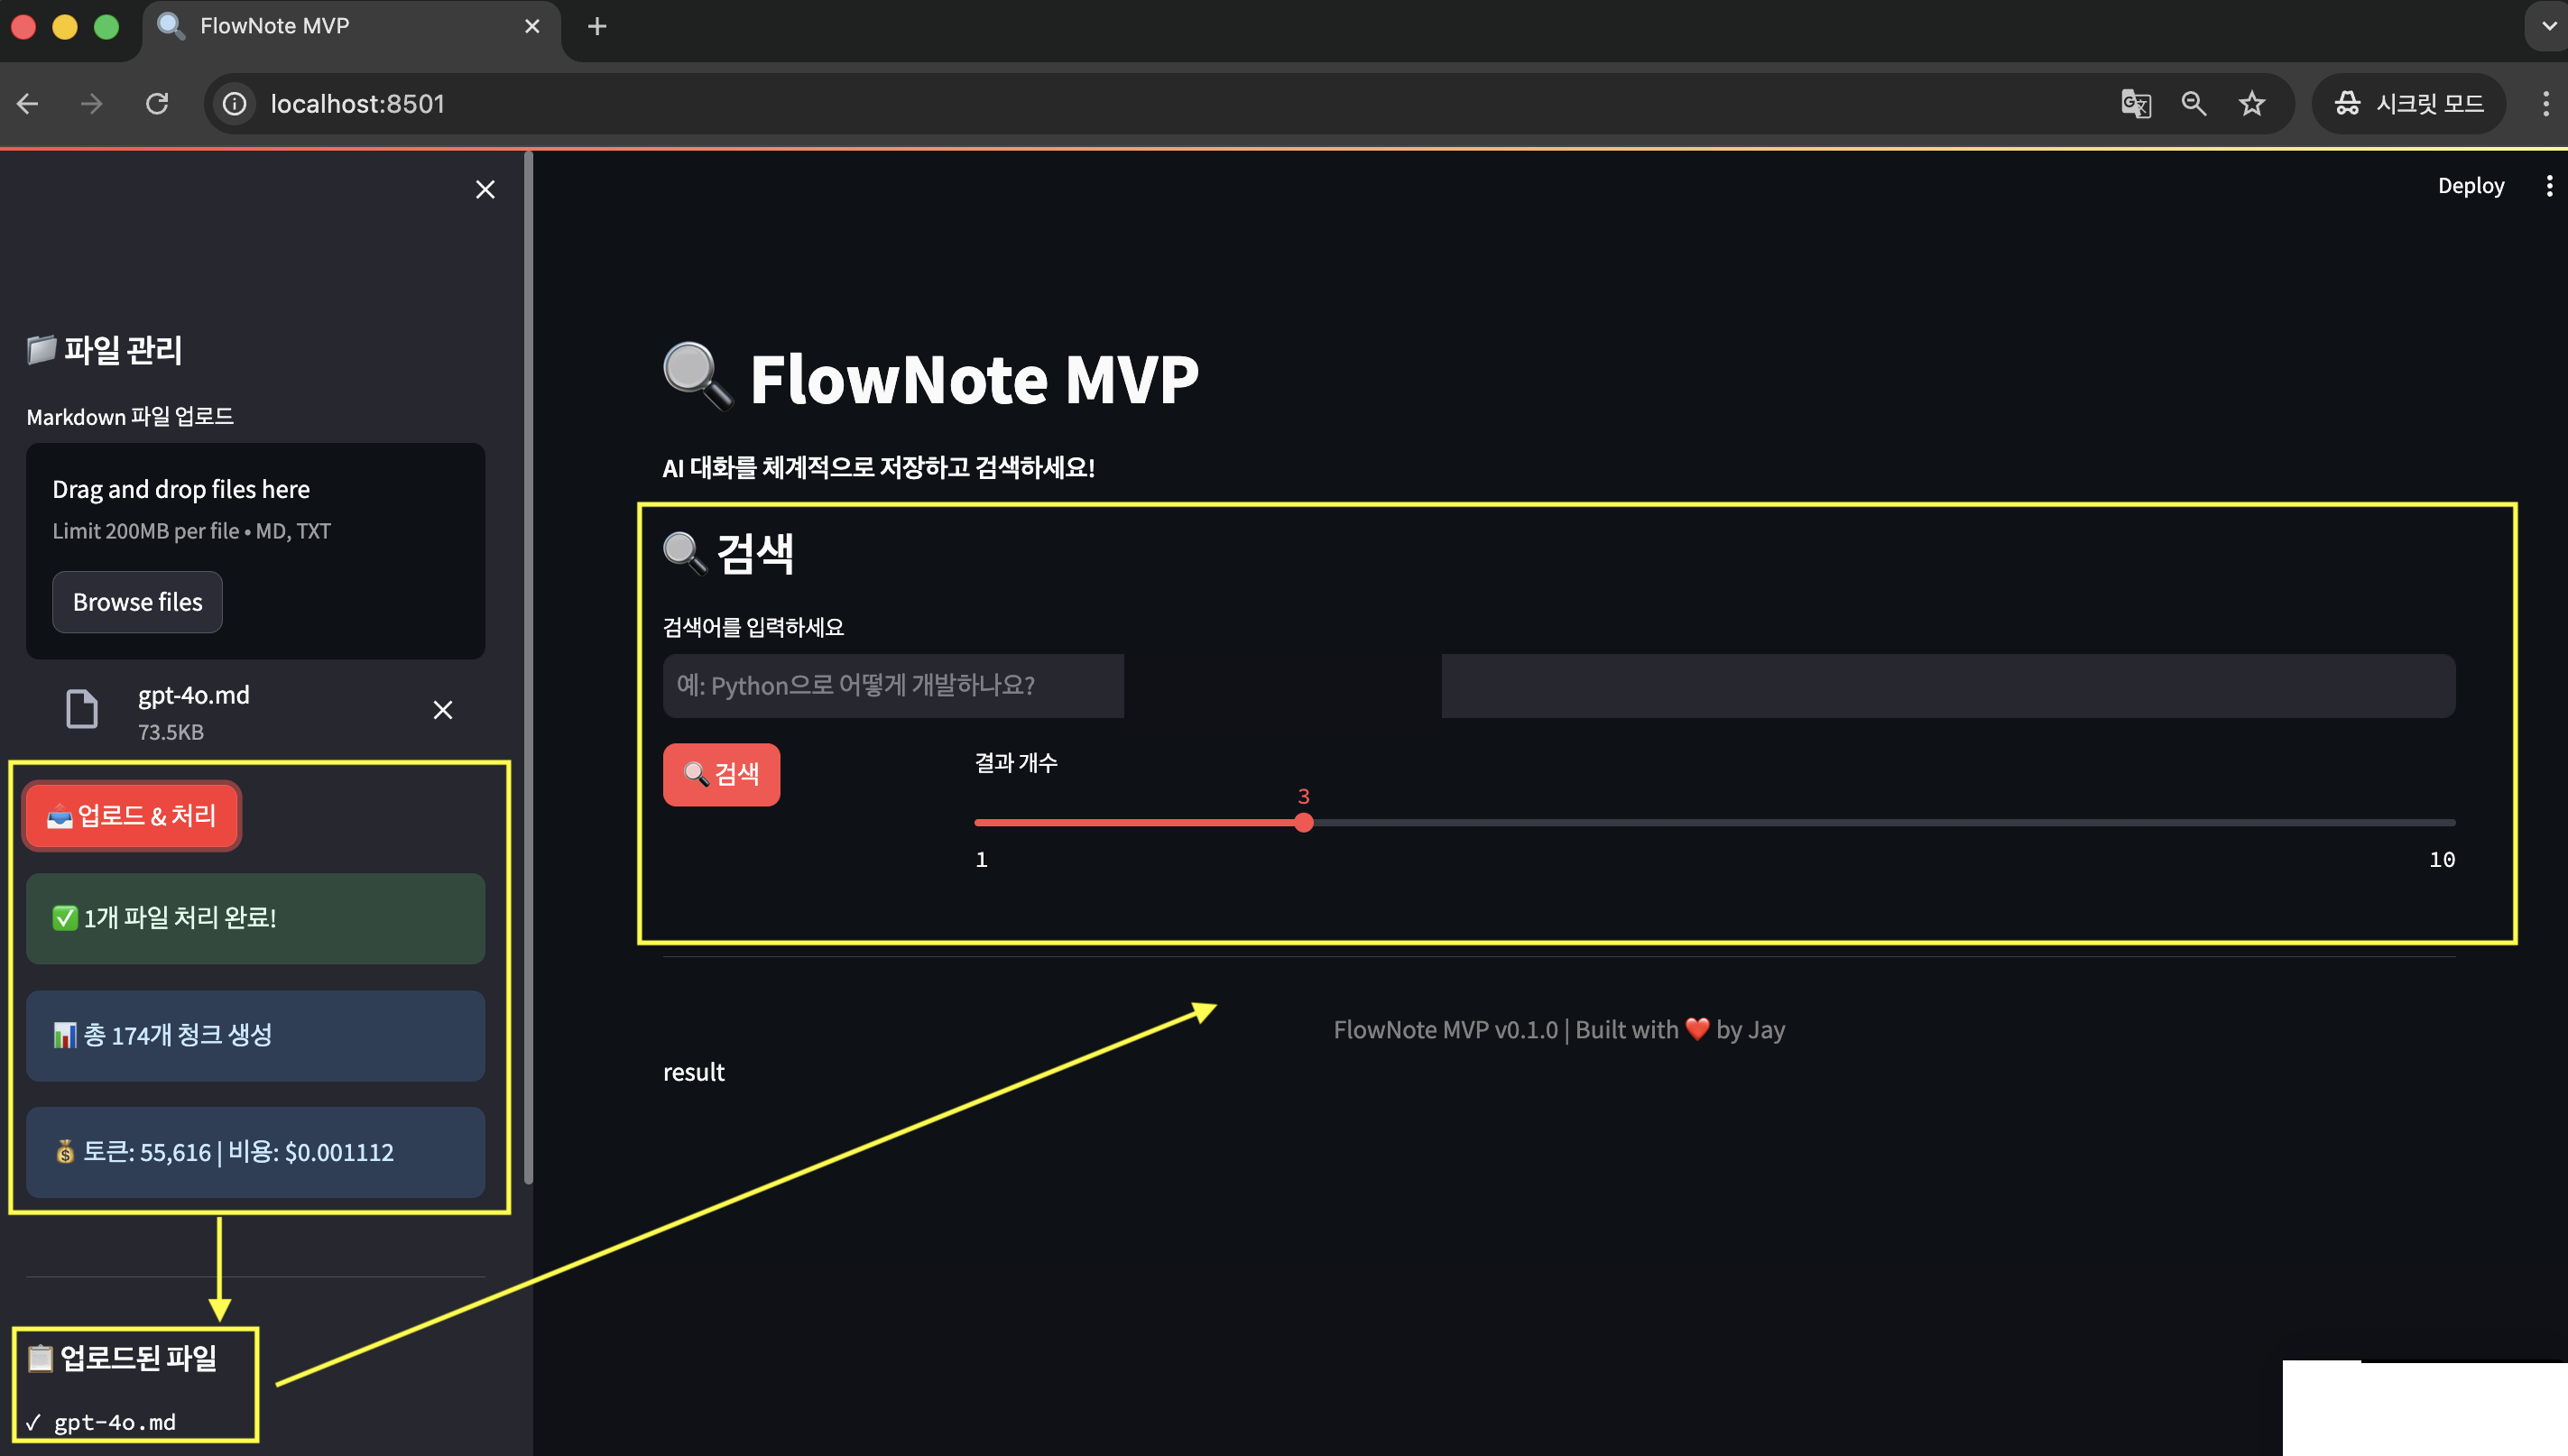 FlowNote MVP
localhost:8501
시크릿 모드
Deploy
파일 관리
Markdown 파일 업로드
Drag and drop files here
Limit 200MB per file • MD, TXT
Browse files
gpt-4o.md
73.5KB
업로드 & 처리
1개 파일 처리 완료!
총 174개 청크 생성
토큰: 55,616 | 비용: $0.001112
업로드된 파일
✓ gpt-4o.md
FlowNote MVP
AI 대화를 체계적으로 저장하고 검색하세요!
검색
검색어를 입력하세요
예: Python으로 어떻게 개발하나요?
검색
결과 개수
3
1
10
FlowNote MVP v0.1.0 | Built with ❤️ by Jay
result